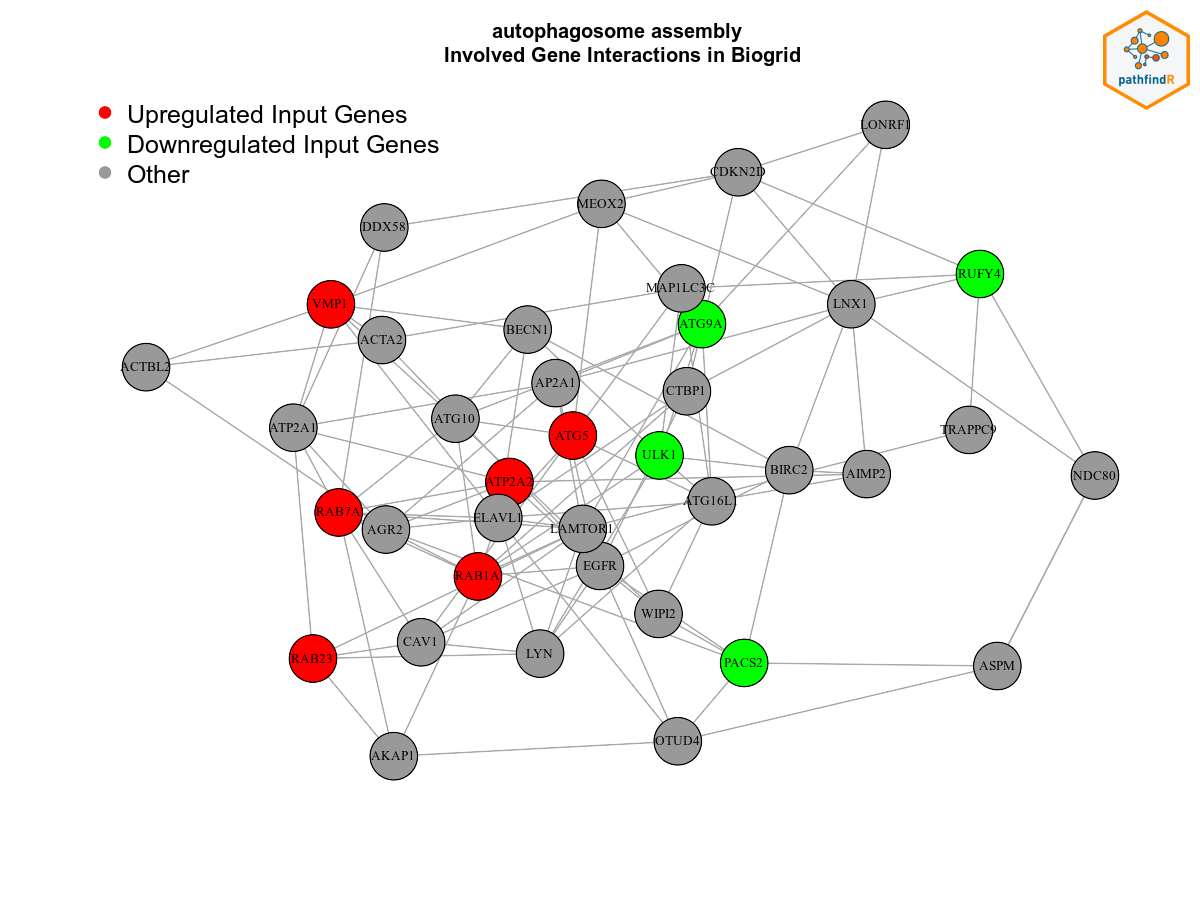 autophagosome assembly
Involved Gene Interactions in Biogrid
pathfindR
Upregulated Input Genes
Downregulated Input Genes
Other
LONRF1
CDKN2D
MEOX2
DDX58
RUFY4
MAP1LC3C
VMP1
LNX1
ATG9A
BECN1
ACTA2
ACTBL2
AP2A1
CTBP1
ATG10
ATP2A1
TRAPPC9
ATG5
ULK1
BIRC2
AIMP2
NDC80
ATP2A2
ATG16L1
RAB7A
ELAVL1
AGR2
LAMTOR1
EGFR
RAB1A
WIPI2
CAV1
LYN
RAB23
PACS2
ASPM
OTUD4
AKAP1